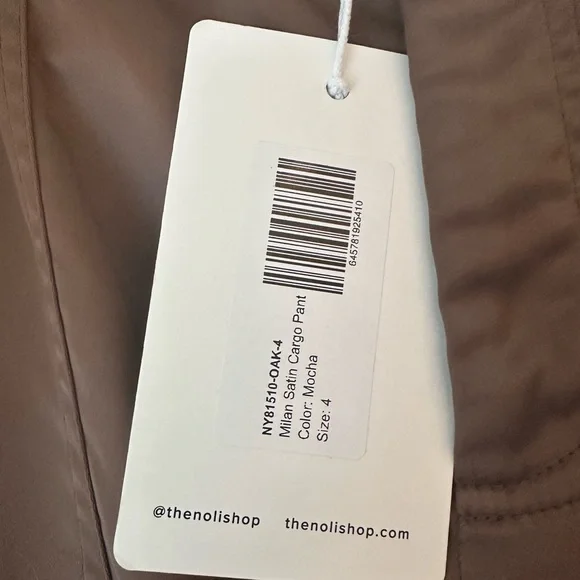 645781925410
NY81510-OAK-4
Milan Satin Cargo Pant
Color: Mocha
Size: 4
@thenolishop thenolishop.com